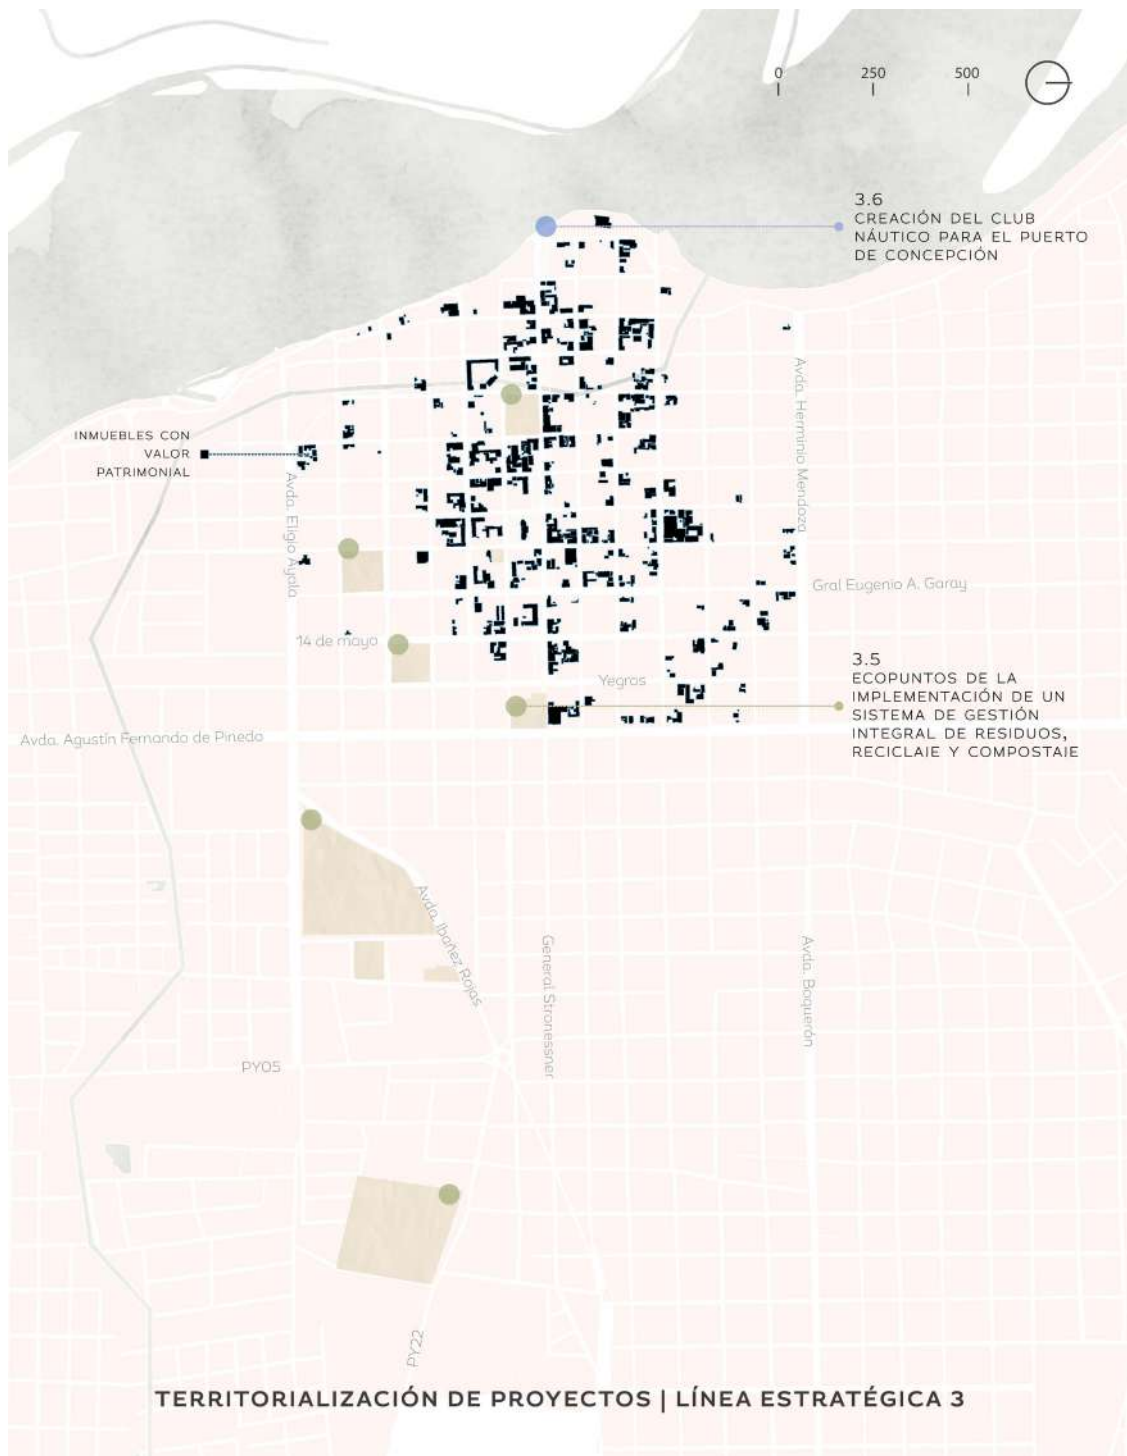 0 250 500
3.6
CREACIÓN DEL CLUB
NÁUTICO PARA EL PUERTO
DE CONCEPCIÓN
INMUEBLES CON
VALOR
PATRIMONIAL
Avda. Eligio Ayala
Avda. Herminio Mendoza
Gral Eugenio A. Garay
14 de mayo
Yegros
3.5
ECOPUNTOS DE LA
IMPLEMENTACIÓN DE UN
SISTEMA DE GESTIÓN
INTEGRAL DE RESIDUOS,
RECICLAIE Y COMPOSTAIE
Avda. Agustín Fernando de Pinedo
Avda. Ibañez Rojas
General Stronessner
Avda. Boquerón
PY05
PY22
TERRITORIALIZACIÓN DE PROYECTOS | LÍNEA ESTRATÉGICA 3